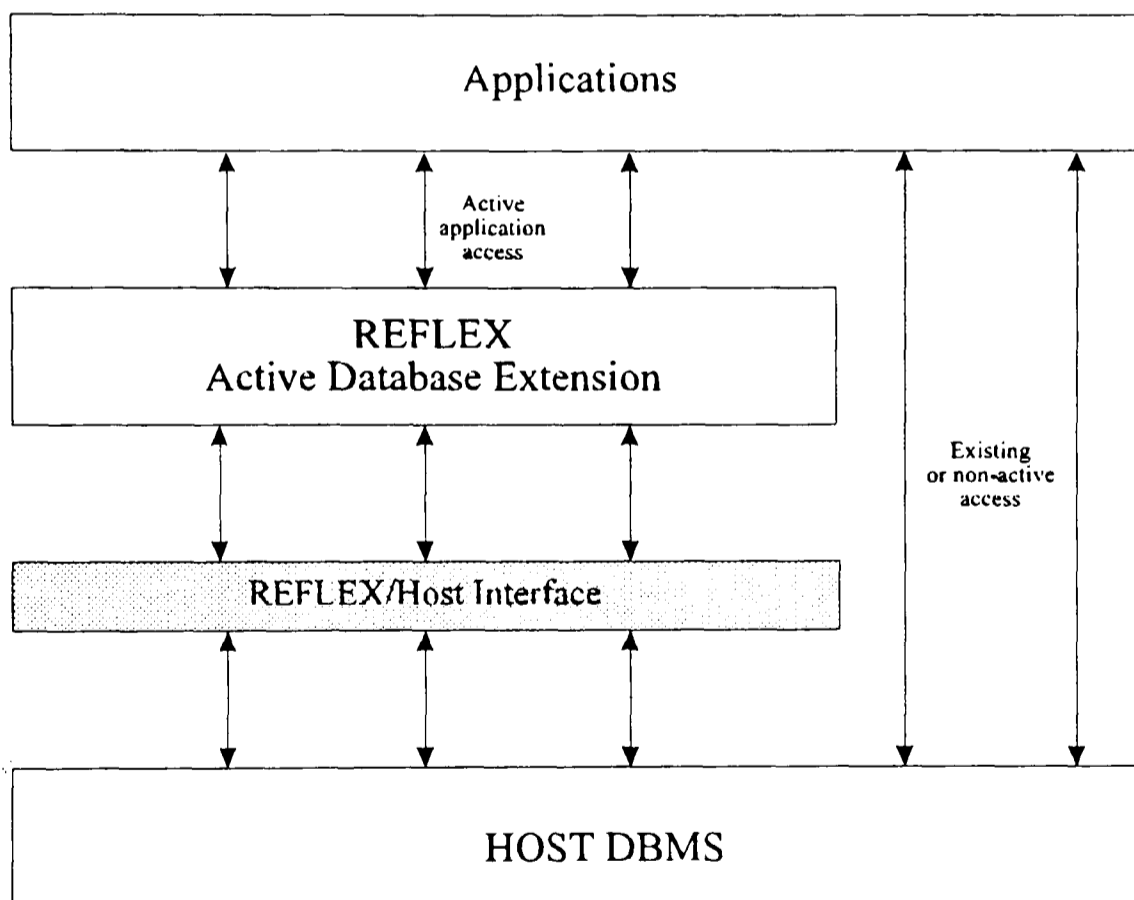 Applications
Active
application
access
REFLEX
Active Database Extension
Existing
or non-active
access
REFLEX/Host Interface
HOST DBMS